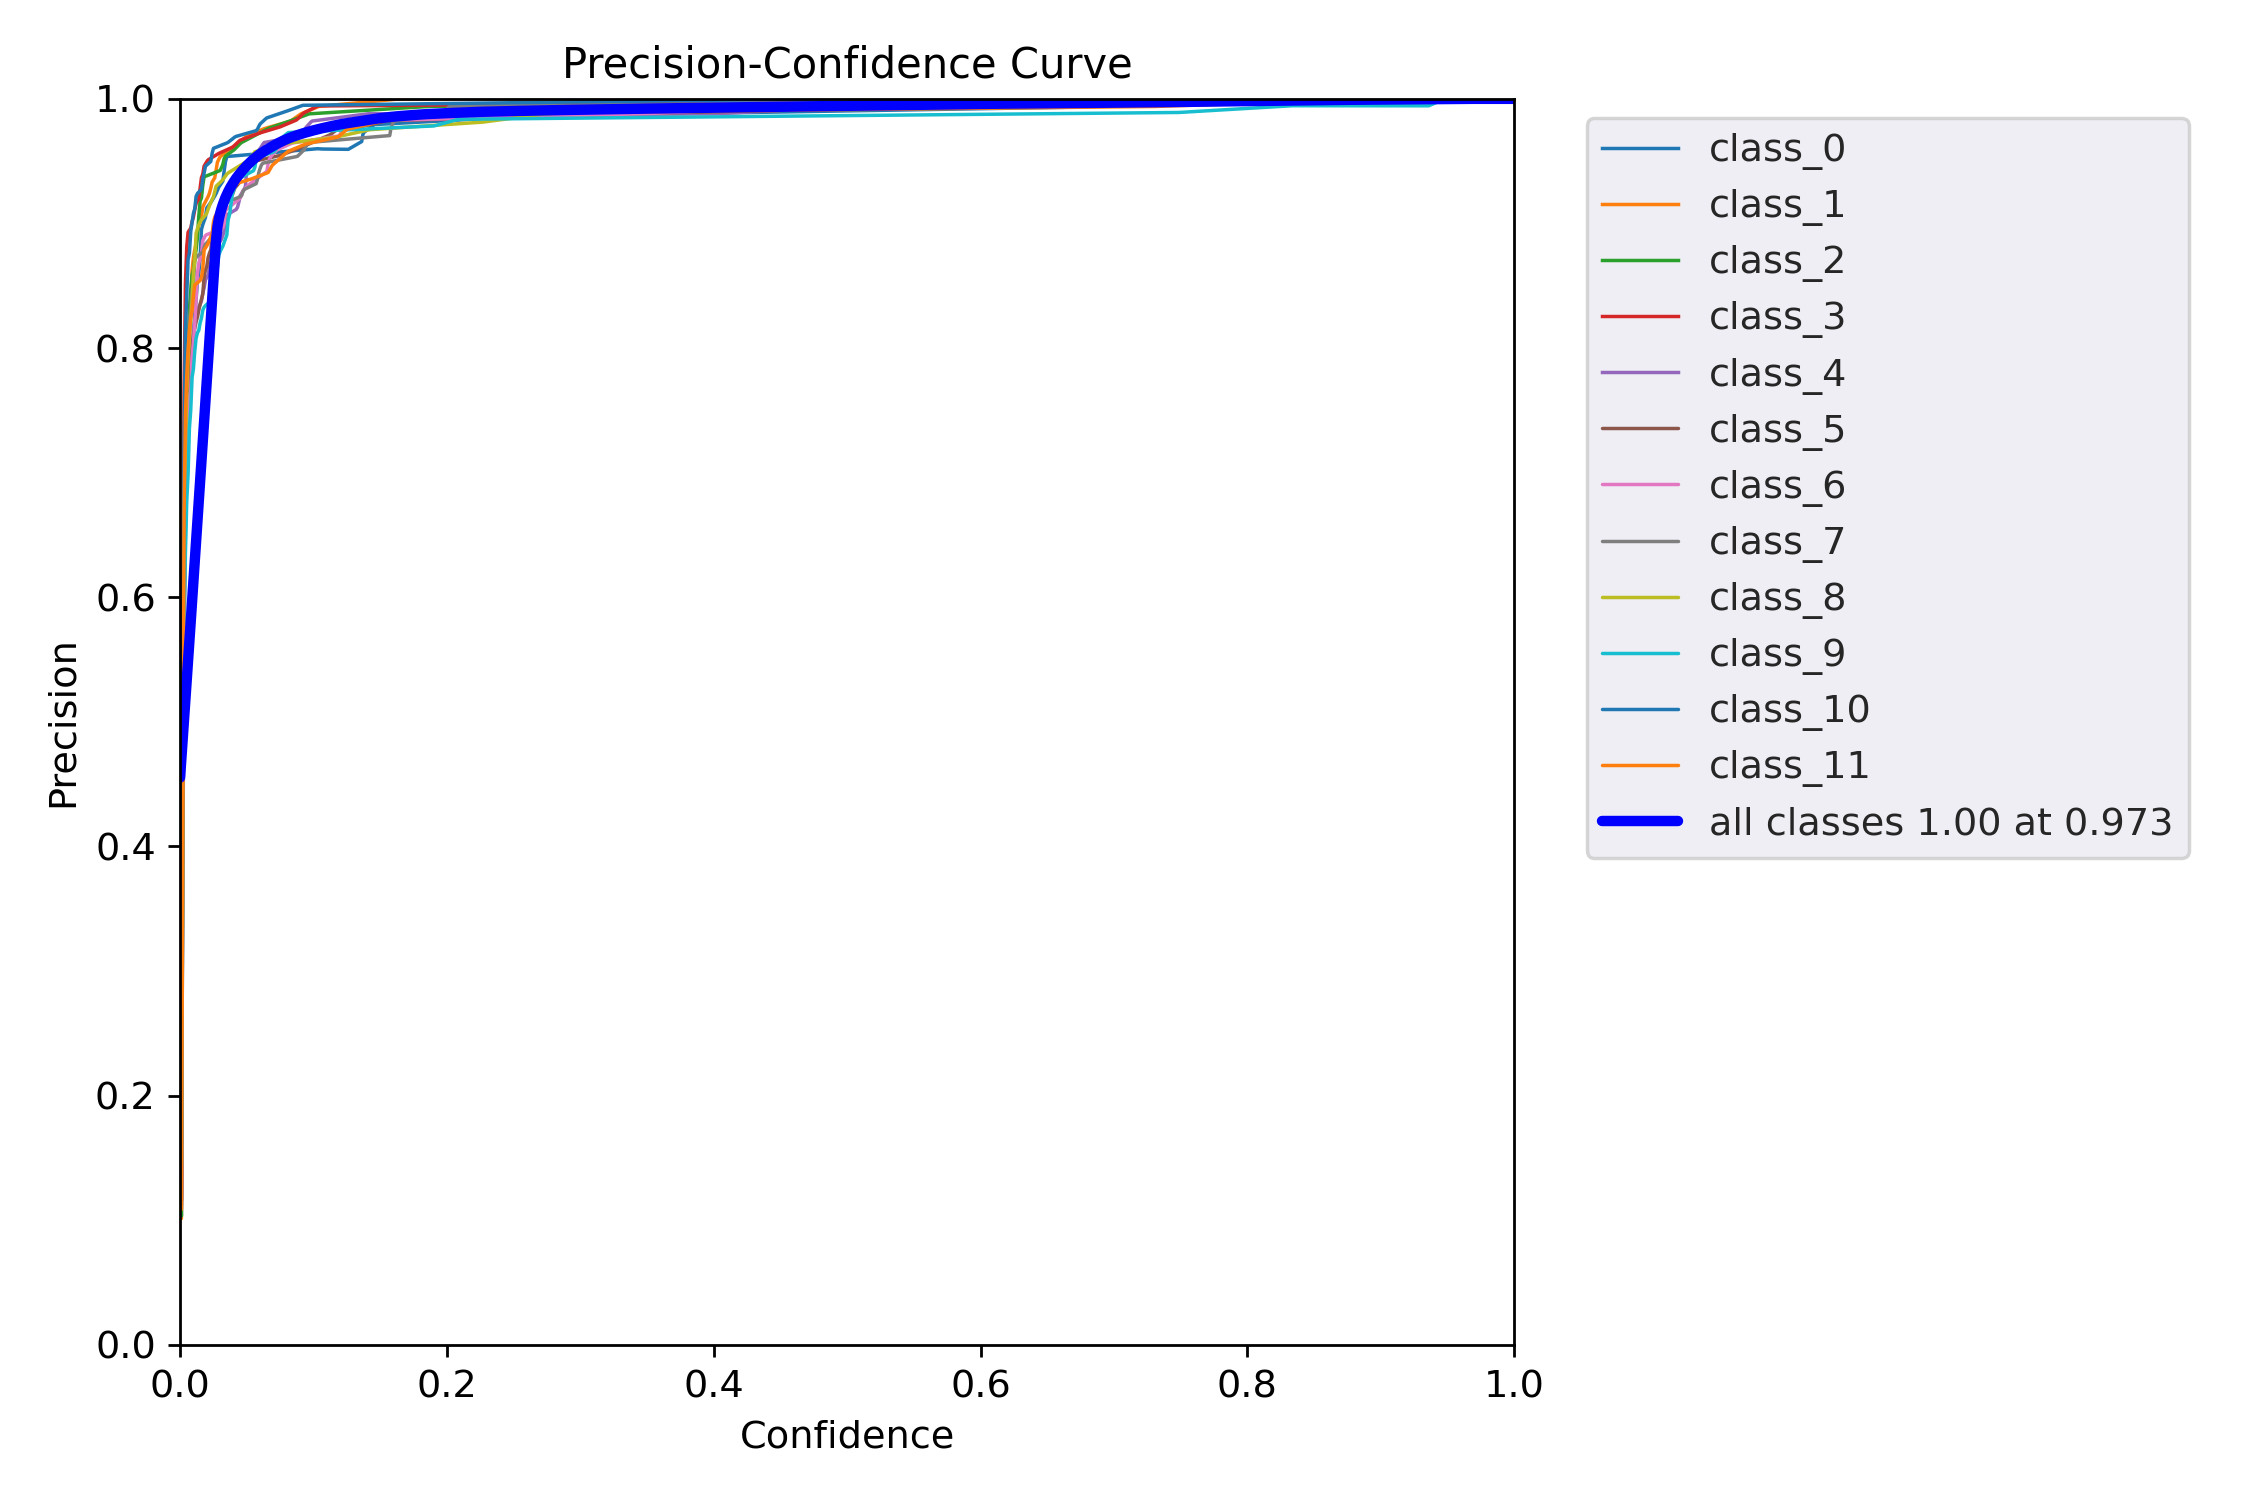 Precision-Confidence Curve
1.0
0.8
0.6
0.4
0.2
0.0
Precision
0.0 0.2 0.4 0.6 0.8 1.0
Confidence
class_0
class_1
class_2
class_3
class_4
class_5
class_6
class_7
class_8
class_9
class_10
class_11
all classes 1.00 at 0.973